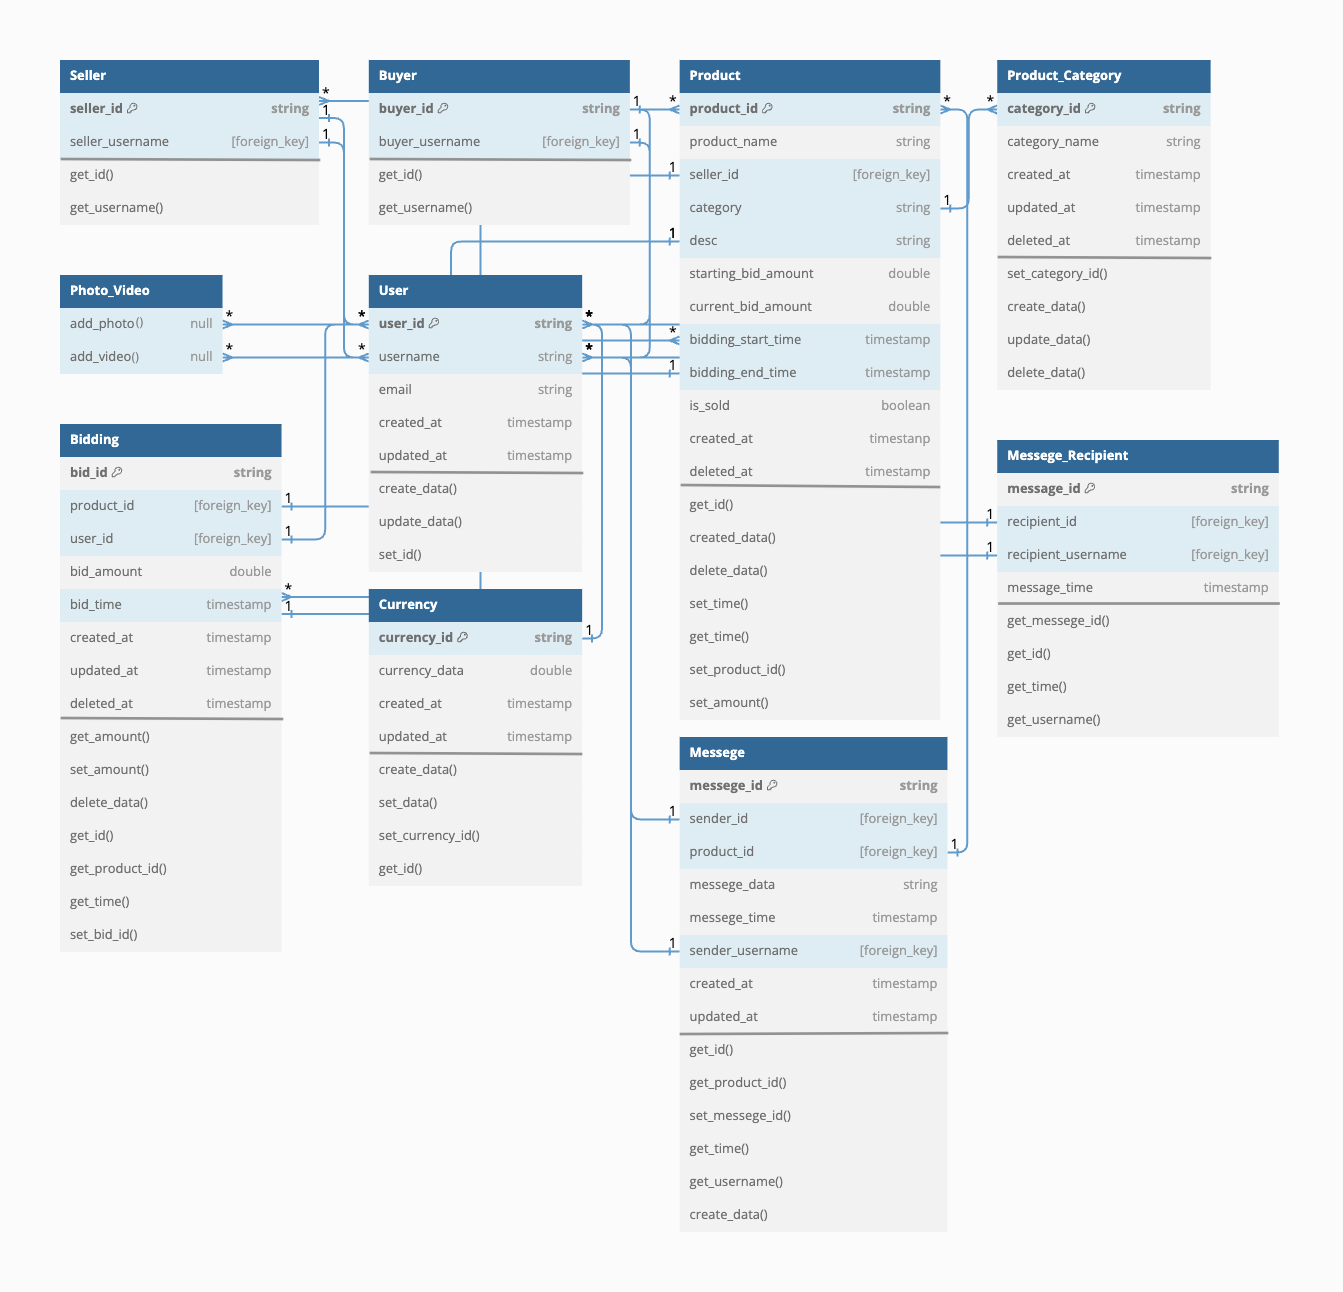 Seller
seller_id string
seller_username [foreign_key]
get_id()
get_username()
* 1 1
Buyer
buyer_id string
buyer_username [foreign_key]
get_id()
get_username()
1 1
Product
product_id string
product_name string
seller_id [foreign_key]
category string
desc string
starting_bid_amount double
current_bid_amount double
bidding_start_time timestamp
bidding_end_time timestamp
is_sold boolean
created_at timestanp
deleted_at timestamp
get_id()
created_data()
delete_data()
set_time()
get_time()
set_product_id()
set_amount()
* 1 1 * 1
* 1
Product_Category
category_id string
category_name string
created_at timestamp
updated_at timestamp
deleted_at timestamp
set_category_id()
create_data()
update_data()
delete_data()
*
Photo_Video
add_photo() null
add_video() null
* *
User
user_id string
username string
email string
created_at timestamp
updated_at timestamp
create_data()
update_data()
set_id()
* *
* *
Bidding
bid_id string
product_id [foreign_key]
user_id [foreign_key]
bid_amount double
bid_time timestamp
created_at timestamp
updated_at timestamp
deleted_at timestamp
get_amount()
set_amount()
delete_data()
get_id()
get_product_id()
get_time()
set_bid_id()
1 1 * 1
Currency
currency_id string
currency_data double
created_at timestamp
updated_at timestamp
create_data()
set_data()
set_currency_id()
get_id()
1
Messege_Recipient
message_id string
recipient_id [foreign_key]
recipient_username [foreign_key]
message_time timestamp
get_messege_id()
get_id()
get_time()
get_username()
1 1
Messege
messege_id string
sender_id [foreign_key]
product_id [foreign_key]
messege_data string
messege_time timestamp
sender_username [foreign_key]
created_at timestamp
updated_at timestamp
get_id()
get_product_id()
set_messege_id()
get_time()
get_username()
create_data()
1 1 1